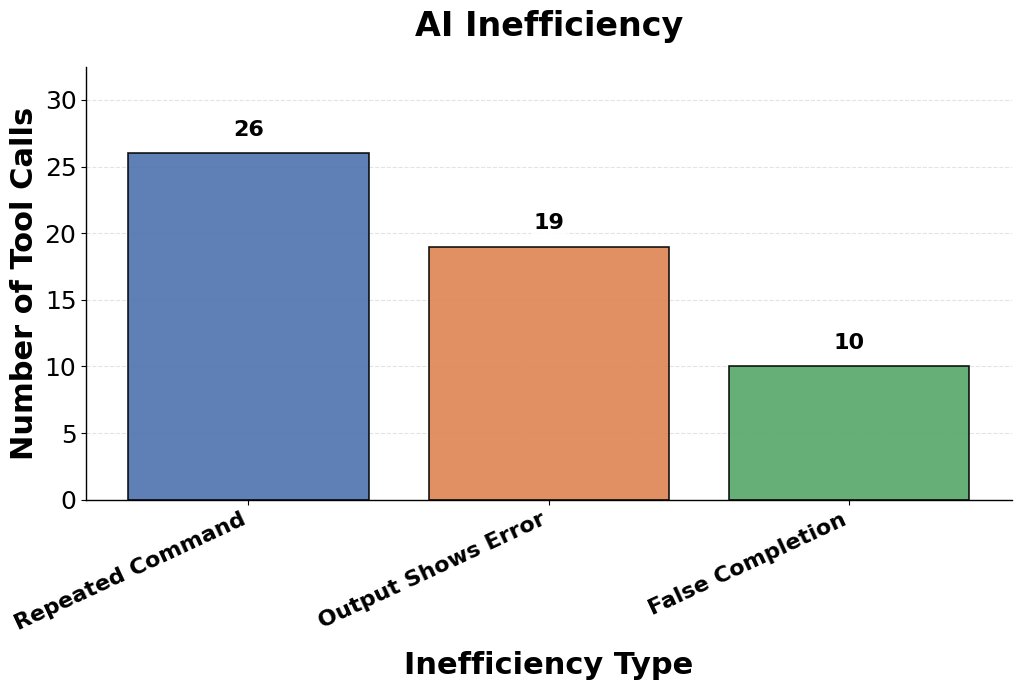 AI Inefficiency
Number of Tool Calls
30
25
20
15
10
5
0
26
19
10
Repeated Command
Output Shows Error
False Completion
Inefficiency Type